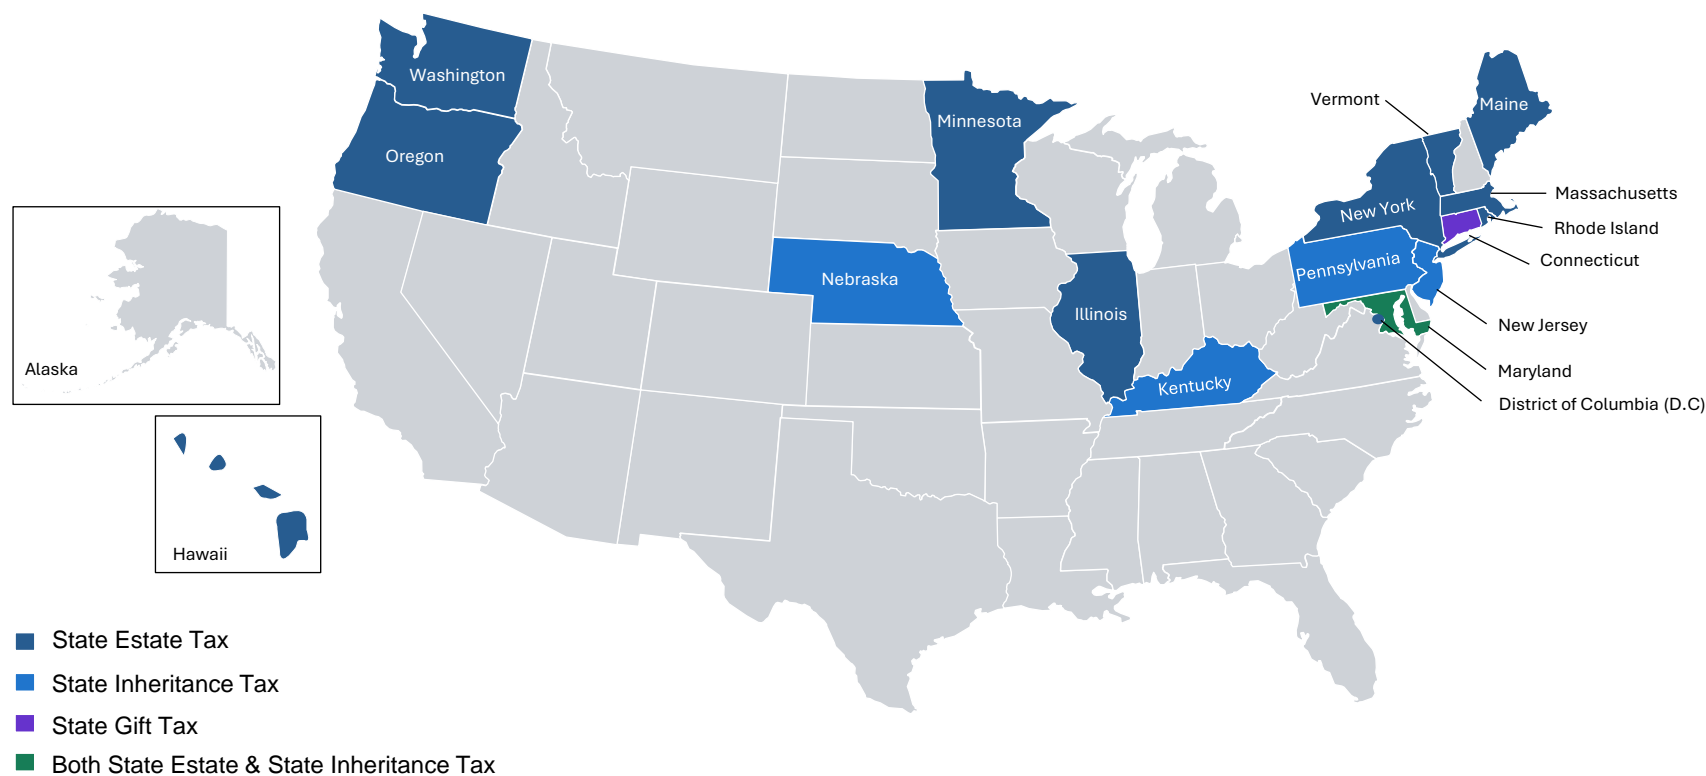 Washington
Oregon
Minnesota
Vermont
Maine
Massachusetts
New York
Rhode Island
Connecticut
Pennsylvania
Nebraska
Illinois
New Jersey
Maryland
Kentucky
District of Columbia (D.C)
Alaska
Hawaii
State Estate Tax
State Inheritance Tax
State Gift Tax
Both State Estate & State Inheritance Tax